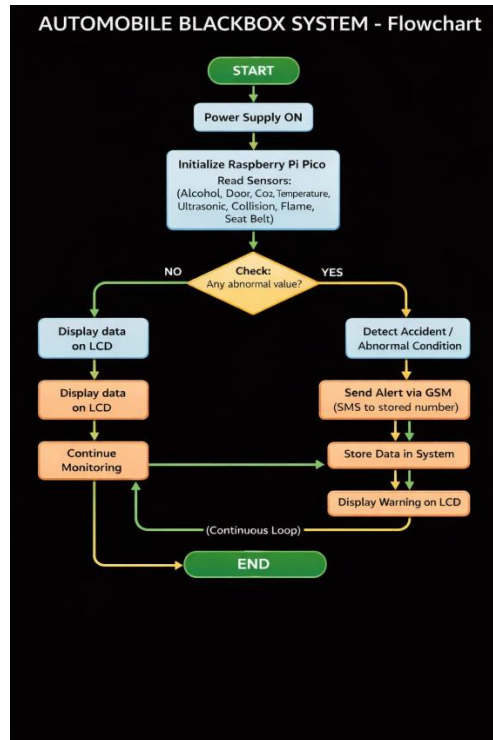 AUTOMOBILE BLACKBOX SYSTEM - Flowchart
START
Power Supply ON
Initialize Raspberry Pi Pico
Read Sensors:
(Alcohol, Door, Co2, Temperature,
Ultrasonic, Collision, Flame,
Seat Belt)
NO
Check:
Any abnormal value?
YES
Display data
on LCD
Detect Accident /
Abnormal Condition
Display data
on LCD
Send Alert via GSM
(SMS to stored number)
Continue
Monitoring
Store Data in System
Display Warning on LCD
(Continuous Loop)
END